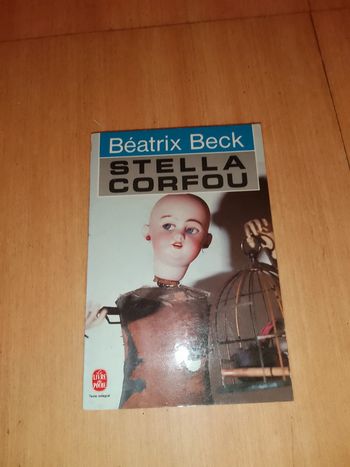 Béatrix Beck
STELLA
CORFOU
LE LIVRE
DE POCHE
Texte intégral